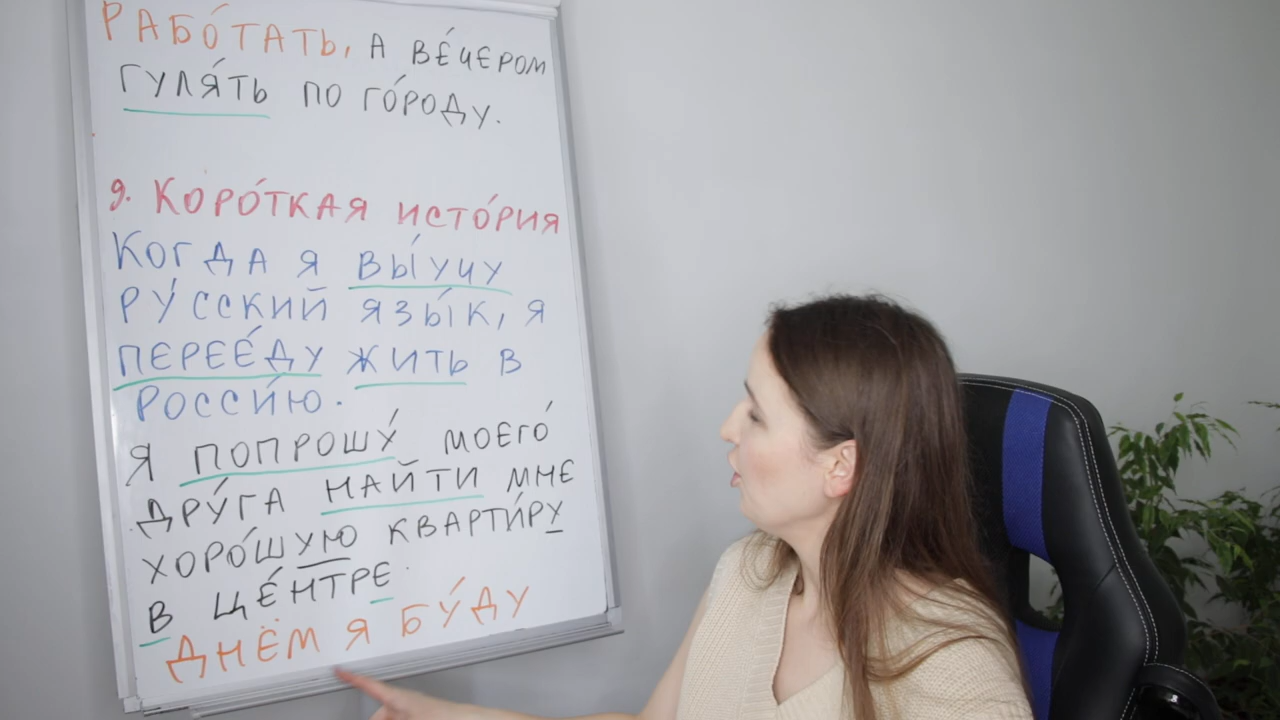 РАБО́ТАТЬ, А ВЕ́ЧЕРОМ
ГУЛЯ́ТЬ ПО ГО́РОДУ.
9. КОРО́ТКАЯ ИСТО́РИЯ
КОГДА Я ВЫ́УЧУ
РУ́ССКИЙ ЯЗЫ́К, Я
ПЕРЕЕ́ДУ ЖИТЬ В
РОССИ́Ю.
Я ПОПРОШУ́ МОЕГО́
ДРУ́ГА НАЙТИ МНЕ
ХОРО́ШУЮ КВАРТИ́РУ
В ЦЕ́НТРЕ.
ДНЁМ Я БУ́ДУ